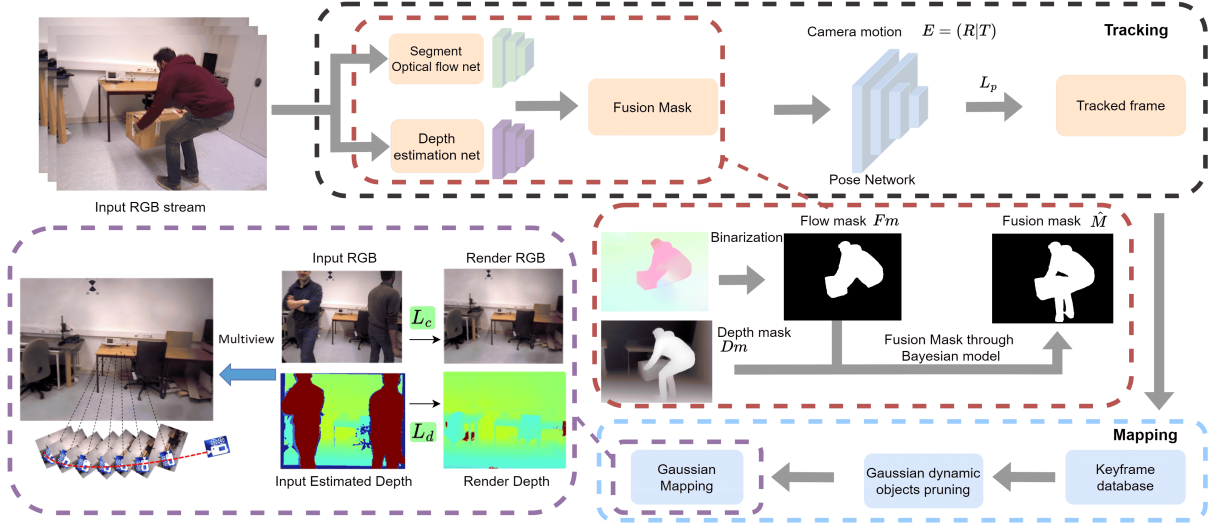 Segment
Optical flow net
Depth
estimation net
Fusion Mask
Camera motion E = (R|T)
Pose Network
L_p
Tracking
Tracked frame
Input RGB stream
Binarization
Flow mask Fm
Fusion mask M̂
Depth mask
Dm
Fusion Mask through
Bayesian model
Input RGB
Render RGB
L_c
Multiview
L_d
Input Estimated Depth
Render Depth
Mapping
Gaussian
Mapping
Gaussian dynamic
objects pruning
Keyframe
database